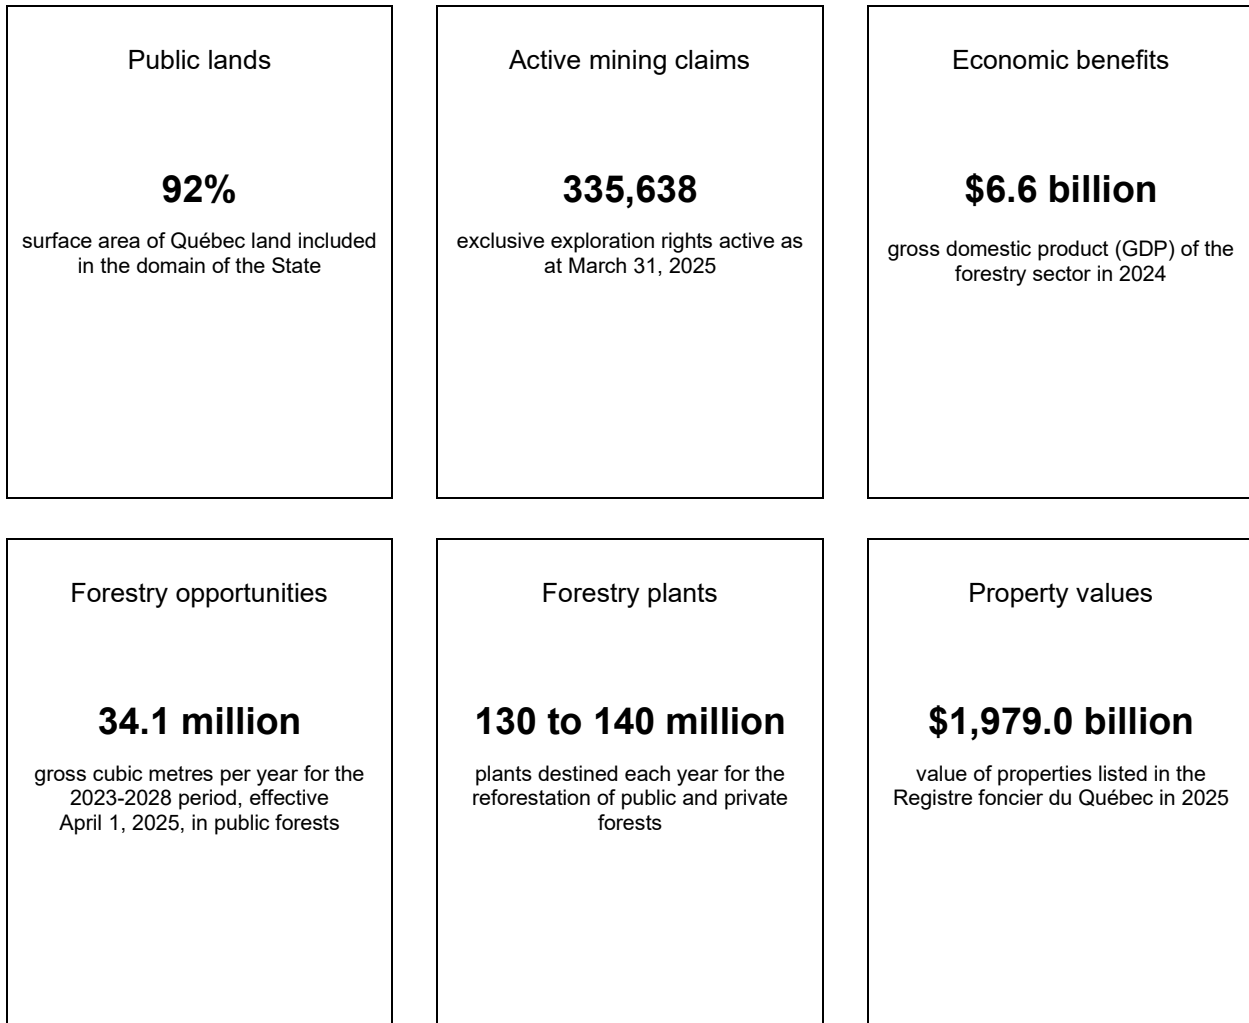 Public lands
92%
surface area of Québec land included
in the domain of the State
Active mining claims
335,638
exclusive exploration rights active as
at March 31, 2025
Economic benefits
$6.6 billion
gross domestic product (GDP) of the
forestry sector in 2024
Forestry opportunities
34.1 million
gross cubic metres per year for the
2023-2028 period, effective
April 1, 2025, in public forests
Forestry plants
130 to 140 million
plants destined each year for the
reforestation of public and private
forests
Property values
$1,979.0 billion
value of properties listed in the
Registre foncier du Québec in 2025